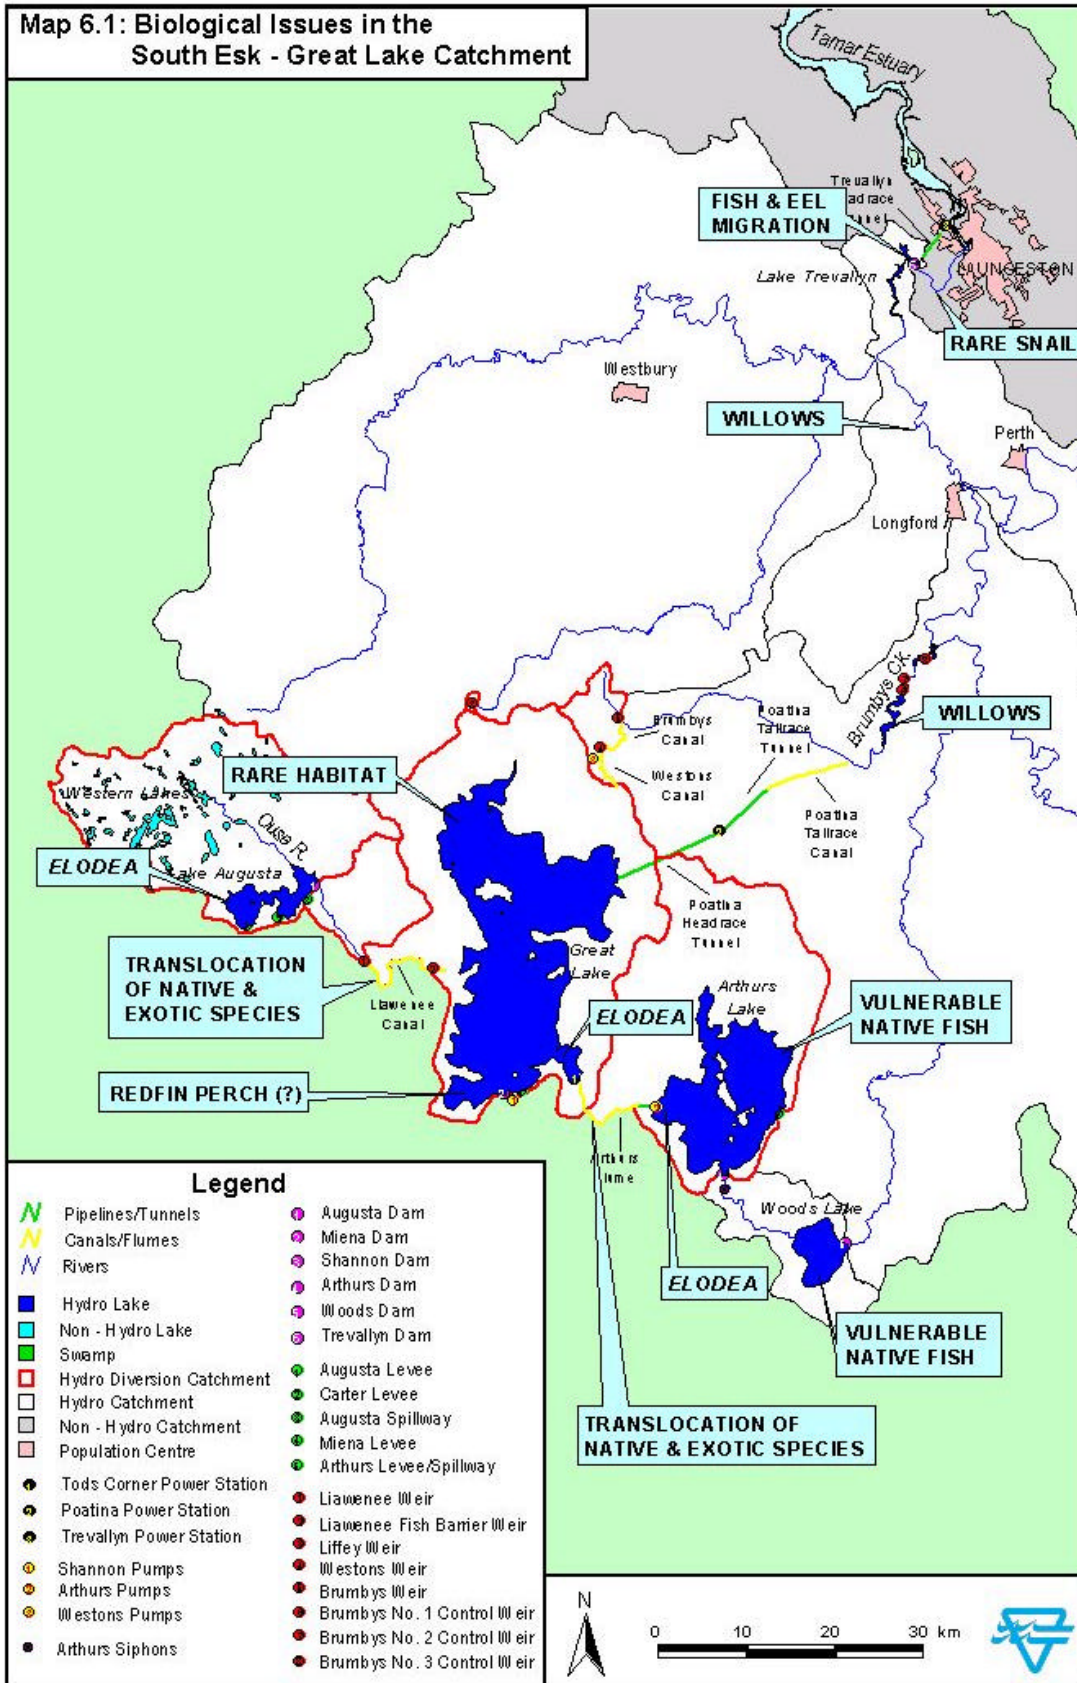 Map 6.1: Biological Issues in the
South Esk - Great Lake Catchment
Tamar Estuary
Trevallyn
Headrace
Tunnel
FISH & EEL
MIGRATION
Lake Trevallyn
LAUNCESTON
RARE SNAIL
Westbury
WILLOWS
Perth
Longford
Brumbys Ck.
WILLOWS
Brumbys
Canal
Poatina
Tailrace
Tunnel
Westons
Canal
RARE HABITAT
Western Lakes
Ouse R.
Poatina
Tailrace
Canal
ELODEA
Lake Augusta
Poatina
Headrace
Tunnel
TRANSLOCATION
OF NATIVE &
EXOTIC SPECIES
Liawenee
Canal
Great
Lake
Arthurs
Lake
VULNERABLE
NATIVE FISH
ELODEA
REDFIN PERCH (?)
Arthurs
Flume
Woods Lake
ELODEA
VULNERABLE
NATIVE FISH
TRANSLOCATION OF
NATIVE & EXOTIC SPECIES
Legend
Pipelines/Tunnels
Canals/Flumes
Rivers
Hydro Lake
Non - Hydro Lake
Swamp
Hydro Diversion Catchment
Hydro Catchment
Non - Hydro Catchment
Population Centre
Tods Corner Power Station
Poatina Power Station
Trevallyn Power Station
Shannon Pumps
Arthurs Pumps
Westons Pumps
Arthurs Siphons
Augusta Dam
Miena Dam
Shannon Dam
Arthurs Dam
Woods Dam
Trevallyn Dam
Augusta Levee
Carter Levee
Augusta Spillway
Miena Levee
Arthurs Levee/Spillway
Liawenee Weir
Liawenee Fish Barrier Weir
Liffey Weir
Westons Weir
Brumbys Weir
Brumbys No. 1 Control Weir
Brumbys No. 2 Control Weir
Brumbys No. 3 Control Weir
N
0 10 20 30 km